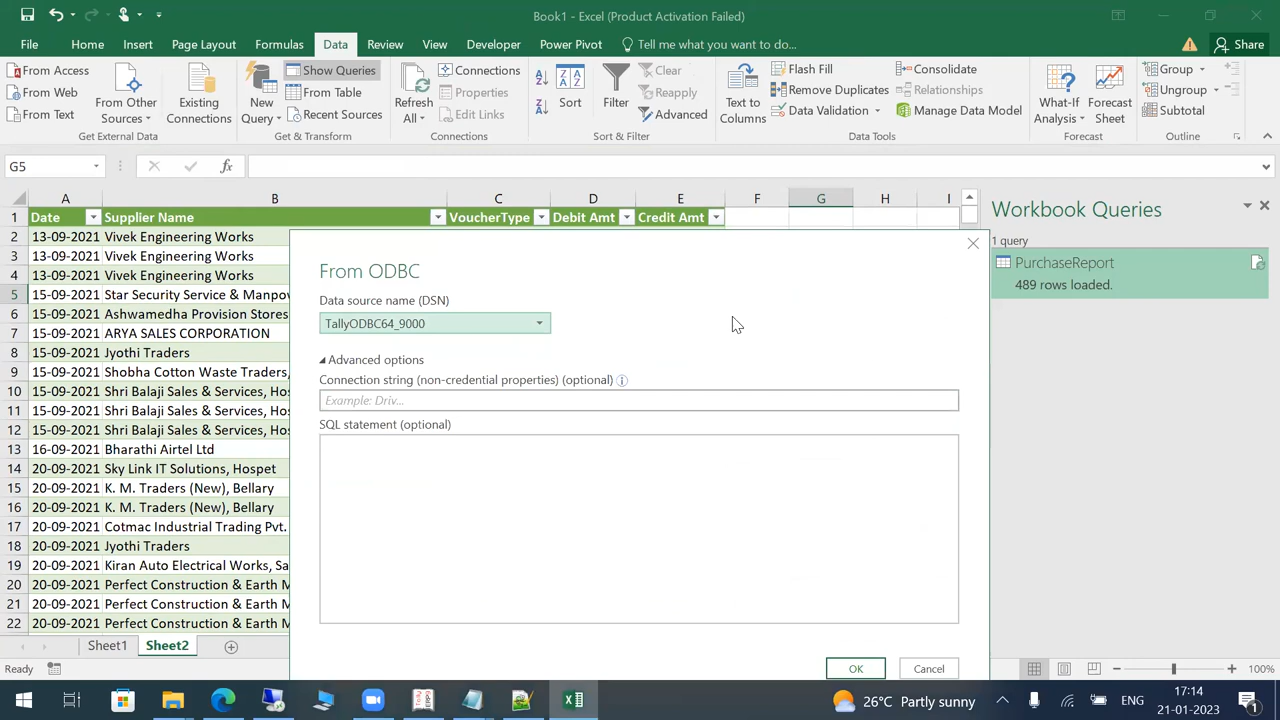 Book1 - Excel (Product Activation Failed)
File Home Insert Page Layout Formulas Data Review View Developer Power Pivot Tell me what you want to do... Share
From Access
From Web
From Text
From Other Sources
Existing Connections
Get External Data
New Query
Show Queries
From Table
Recent Sources
Get & Transform
Refresh All
Connections
Properties
Edit Links
Connections
Sort
Filter
Clear
Reapply
Advanced
Sort & Filter
Text to Columns
Flash Fill
Remove Duplicates
Data Validation
Consolidate
Relationships
Manage Data Model
Data Tools
What-If Analysis
Forecast Sheet
Forecast
Group
Ungroup
Subtotal
Outline
G5 fx
A B C D E F G H I
1 Date Supplier Name VoucherType Debit Amt Credit Amt
2 13-09-2021 Vivek Engineering Works
3 13-09-2021 Vivek Engineering Works
4 13-09-2021 Vivek Engineering Works
5 15-09-2021 Star Security Service & Manpov
6 15-09-2021 Ashwamedha Provision Stores
7 15-09-2021 ARYA SALES CORPORATION
8 15-09-2021 Jyothi Traders
9 15-09-2021 Shobha Cotton Waste Traders,
10 15-09-2021 Shri Balaji Sales & Services, Hos
11 15-09-2021 Shri Balaji Sales & Services, Hos
12 15-09-2021 Shri Balaji Sales & Services, Hos
13 16-09-2021 Bharathi Airtel Ltd
14 20-09-2021 Sky Link IT Solutions, Hospet
15 20-09-2021 K. M. Traders (New), Bellary
16 20-09-2021 K. M. Traders (New), Bellary
17 20-09-2021 Cotmac Industrial Trading Pvt.
18 20-09-2021 Jyothi Traders
19 20-09-2021 Kiran Auto Electrical Works, Sa
20 20-09-2021 Perfect Construction & Earth M
21 20-09-2021 Perfect Construction & Earth M
22 20-09-2021 Perfect Construction & Earth M
From ODBC
Data source name (DSN)
TallyODBC64_9000
Advanced options
Connection string (non-credential properties) (optional)
Example: Driv...
SQL statement (optional)
OK Cancel
Workbook Queries
1 query
PurchaseReport
489 rows loaded.
Sheet1 Sheet2
Ready 100%
26°C Partly sunny ENG 17:14
21-01-2023 1